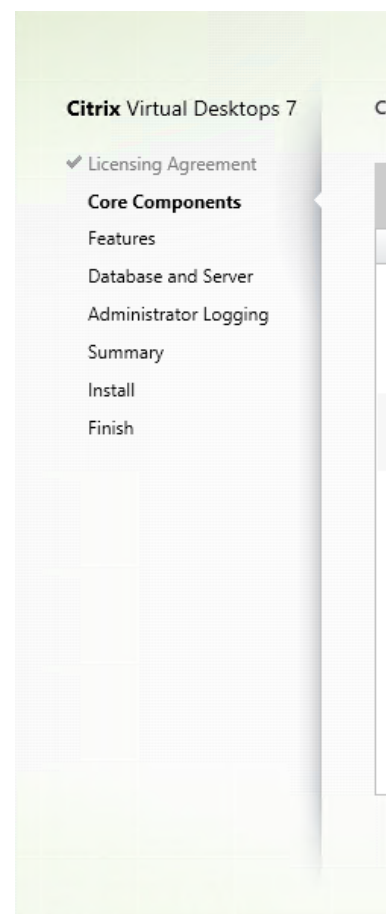 Citrix Virtual Desktops 7
Licensing Agreement
Core Components
Features
Database and Server
Administrator Logging
Summary
Install
Finish